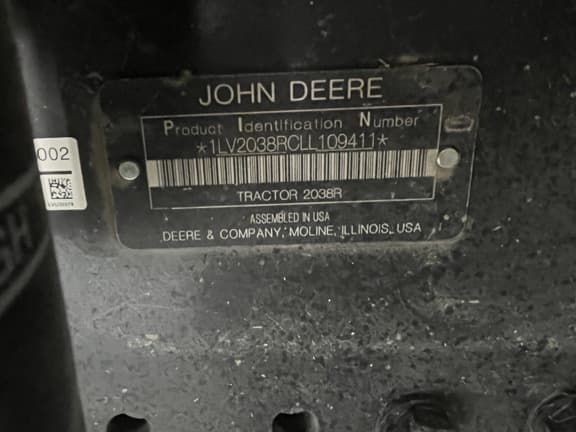 JOHN DEERE
Product Identification Number
*1LV2038RCLL109411*
TRACTOR 2038R
ASSEMBLED IN USA
DEERE & COMPANY, MOLINE, ILLINOIS, USA
002